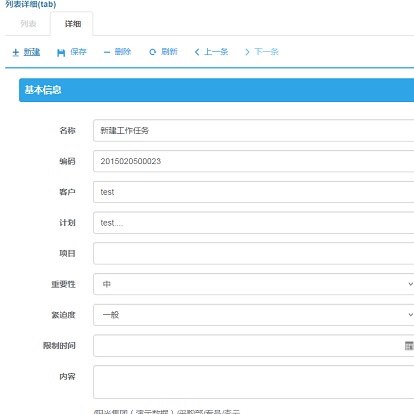 列表详细(tab)
列表 详细
新建 保存 删除 刷新 上一条 下一条
基本信息
名称 新建工作任务
编码 2015020500023
客户 test
计划 test....
项目
重要性 中
紧迫度 一般
限制时间
内容